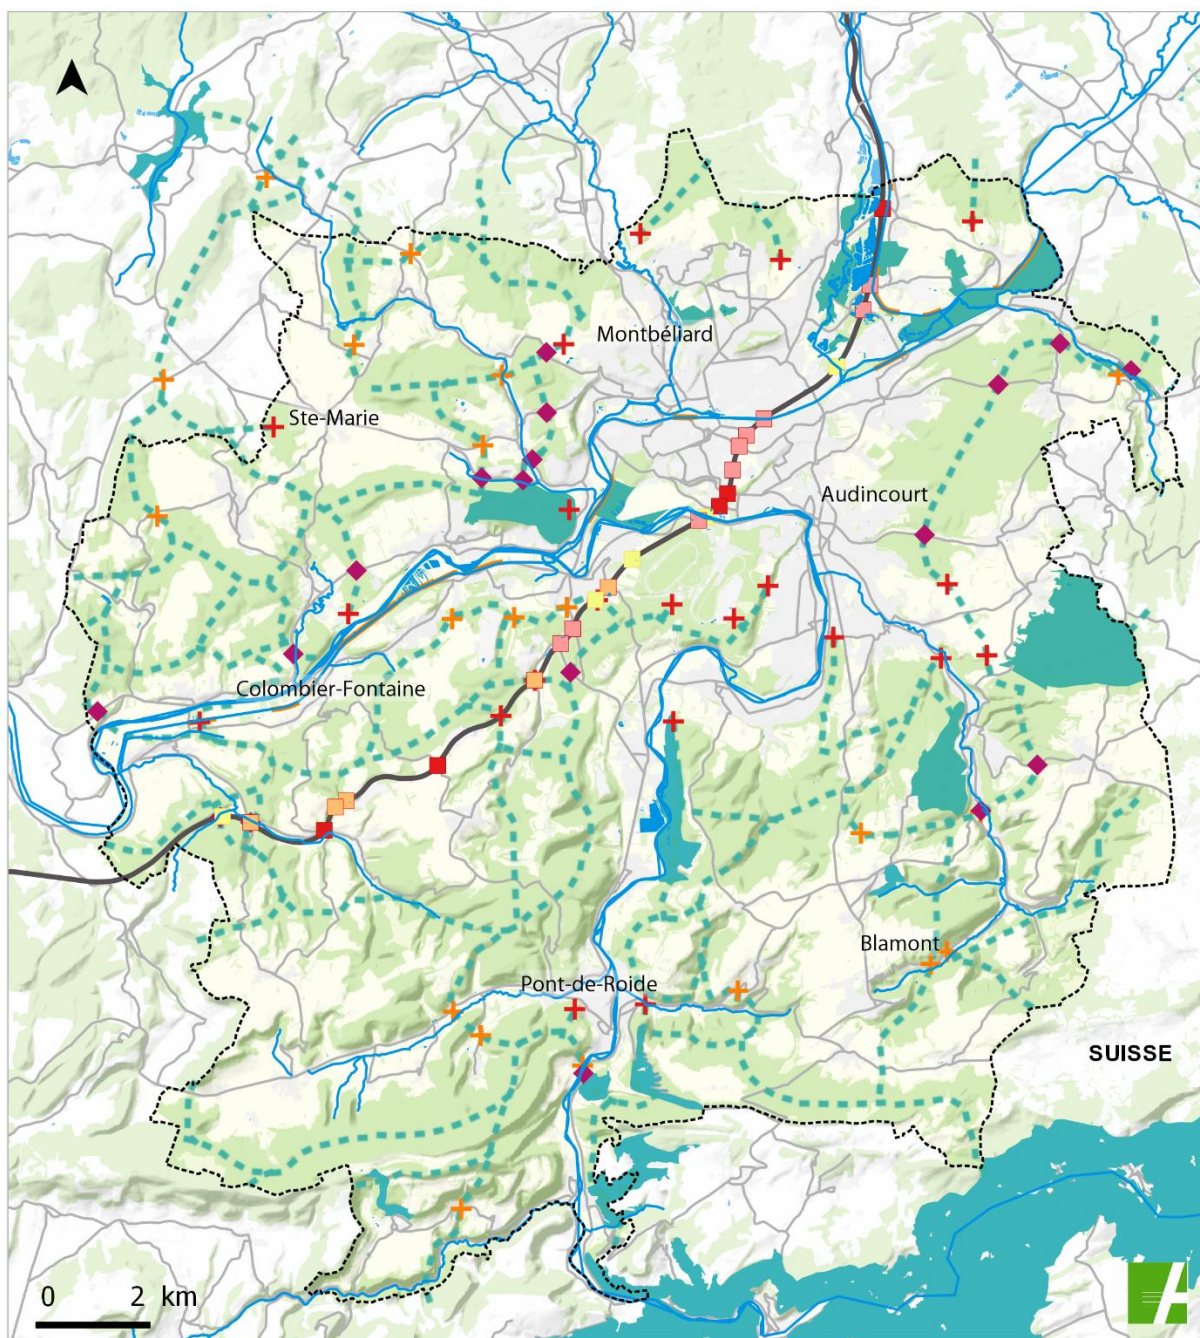 Montbéliard
Ste-Marie
Audincourt
Colombier-Fontaine
Blamont
Pont-de-Roide
SUISSE
0 2 km